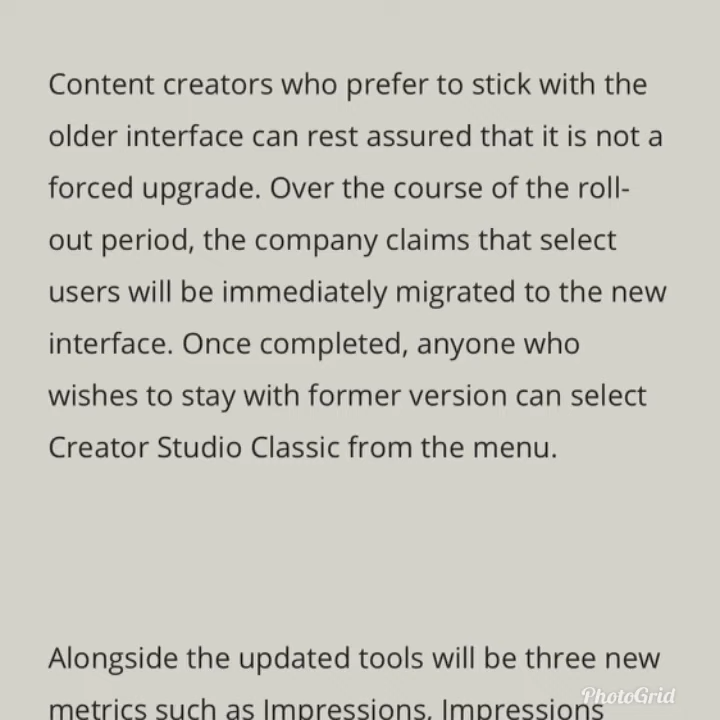 Content creators who prefer to stick with the
older interface can rest assured that it is not a
forced upgrade. Over the course of the roll-
out period, the company claims that select
users will be immediately migrated to the new
interface. Once completed, anyone who
wishes to stay with former version can select
Creator Studio Classic from the menu.
Alongside the updated tools will be three new
metrics such as Impressions, Impressions
PhotoGrid